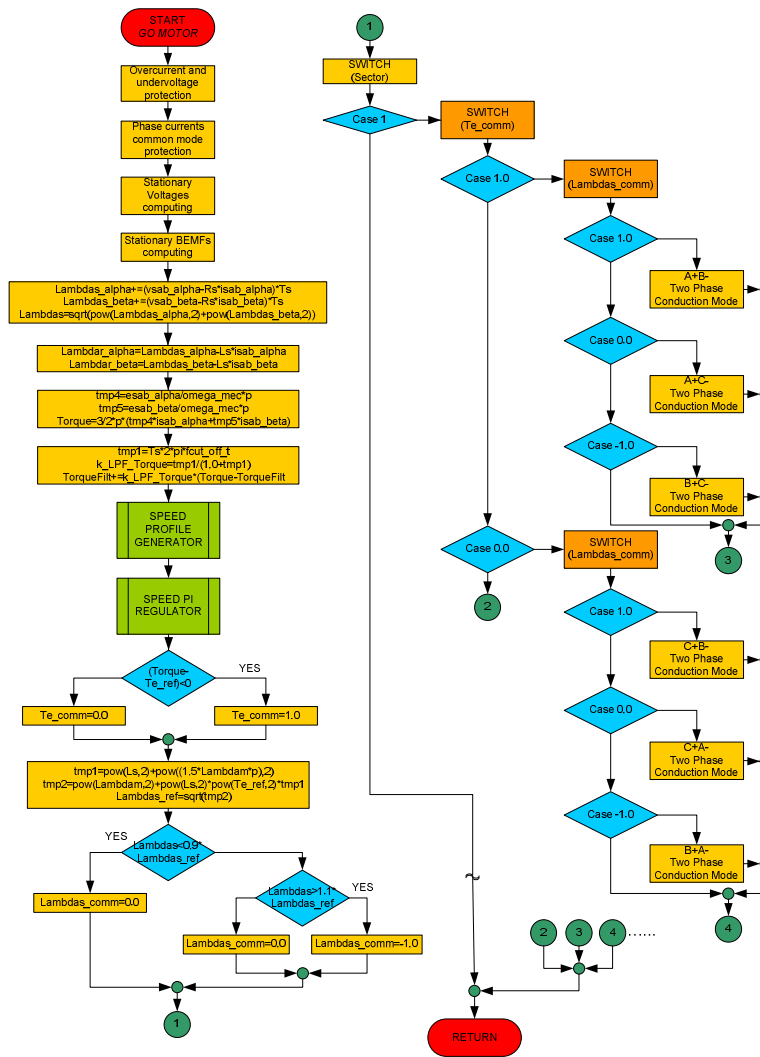 START
GO MOTOR
Overcurrent and
undervoltage
protection
Phase currents
common mode
protection
Stationary
Voltages
computing
Stationary BEMFs
computing
Lambdas_alpha+=(vsab_alpha-Rs*isab_alpha)*Ts
Lambdas_beta+=(vsab_beta-Rs*isab_beta)*Ts
Lambdas=sqrt(pow(Lambdas_alpha,2)+pow(Lambdas_beta,2))
Lambdar_alpha=Lambdas_alpha-Ls*isab_alpha
Lambdar_beta=Lambdas_beta-Ls*isab_beta
tmp4=esab_alpha/omega_mec*p
tmp5=esab_beta/omega_mec*p
Torque=3/2*p*(tmp4*isab_alpha+tmp5*isab_beta)
tmp1=Ts*2*pi*fcut_off_t
k_LPF_Torque=tmp1/(1.0+tmp1)
TorqueFilt+=k_LPF_Torque*(Torque-TorqueFilt
SPEED
PROFILE
GENERATOR
SPEED PI
REGULATOR
(Torque-
Te_ref)<0
YES
Te_comm=0.0
Te_comm=1.0
tmp1=pow(Ls,2)+pow((1.5*Lambdam*p),2)
tmp2=pow(Lambdam,2)+pow(Ls,2)*pow(Te_ref,2)*tmp1
Lambdas_ref=sqrt(tmp2)
YES
Lambdas<0.9*
Lambdas_ref
Lambdas_comm=0.0
Lambdas>1.1*
Lambdas_ref
YES
Lambdas_comm=0.0
Lambdas_comm=-1.0
1
1
SWITCH
(Sector)
Case 1
SWITCH
(Te_comm)
Case 1.0
SWITCH
(Lambdas_comm)
Case 1.0
A+B-
Two Phase
Conduction Mode
Case 0.0
A+C-
Two Phase
Conduction Mode
Case -1.0
B+C-
Two Phase
Conduction Mode
3
Case 0.0
2
SWITCH
(Lambdas_comm)
Case 1.0
C+B-
Two Phase
Conduction Mode
Case 0.0
C+A-
Two Phase
Conduction Mode
Case -1.0
B+A-
Two Phase
Conduction Mode
4
2
3
4
......
RETURN